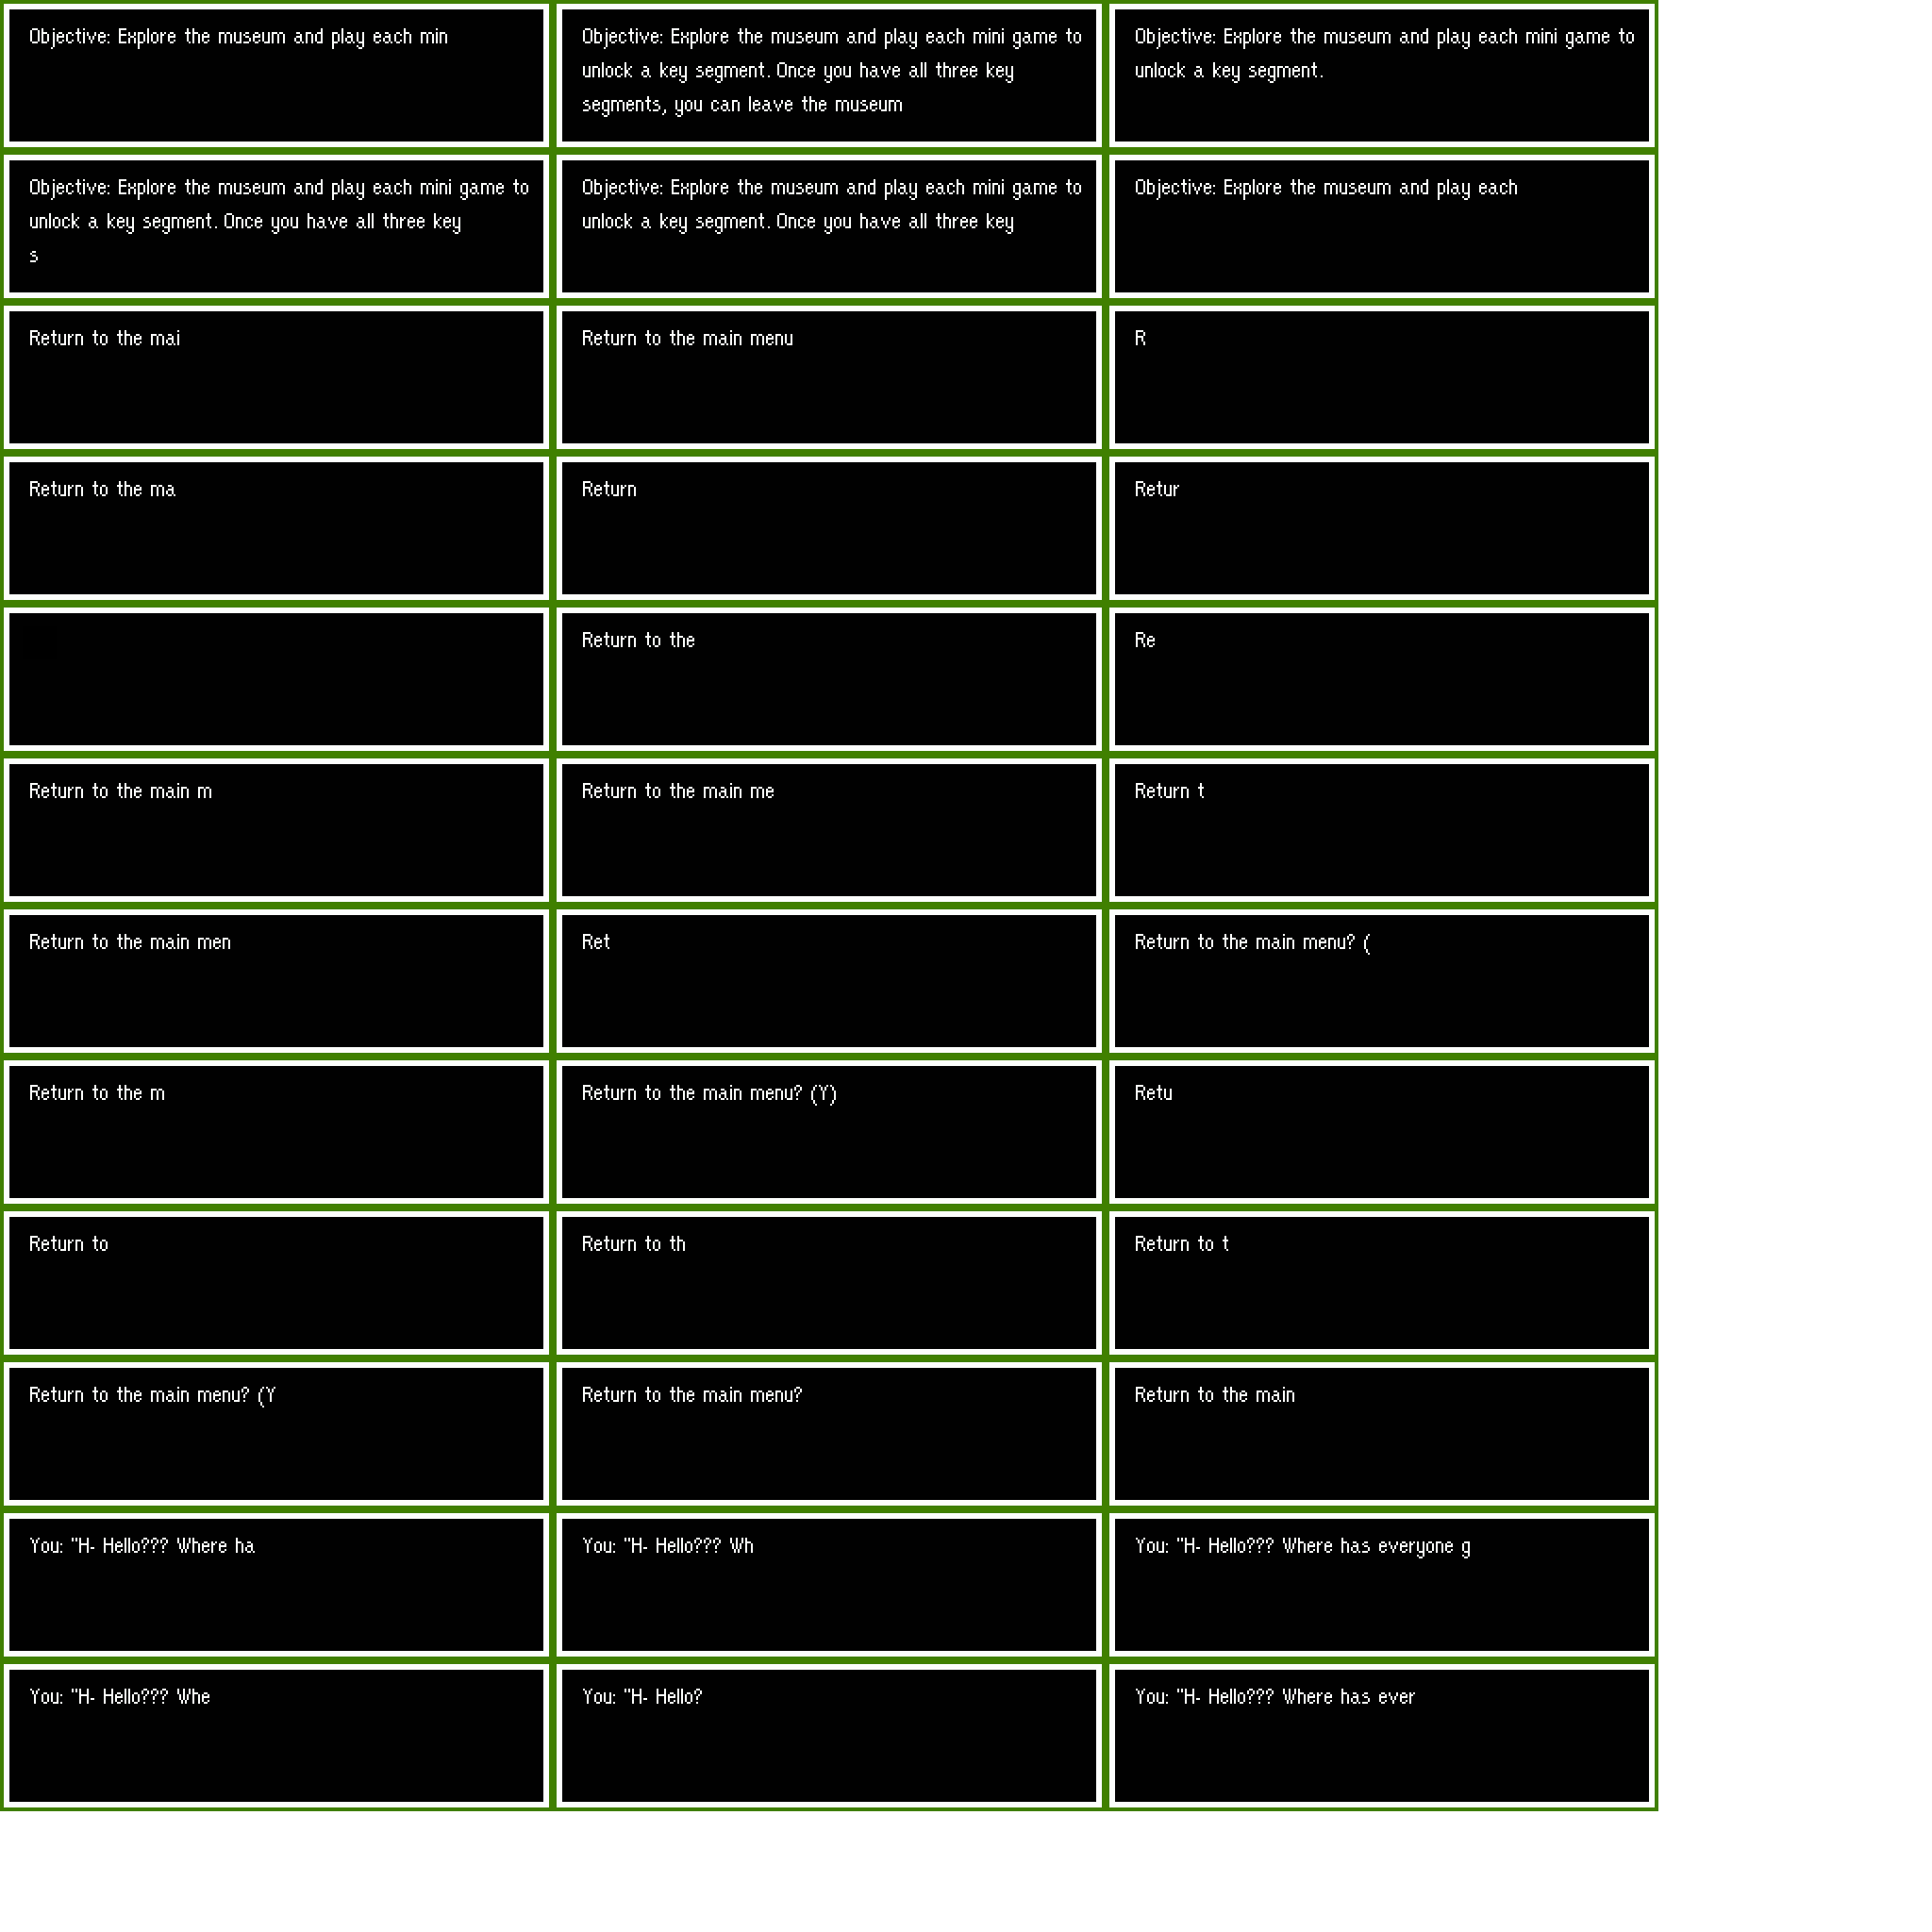 Objective: Explore the museum and play each min
Objective: Explore the museum and play each mini game to
unlock a key segment. Once you have all three key
segments, you can leave the museum
Objective: Explore the museum and play each mini game to
unlock a key segment.
Objective: Explore the museum and play each mini game to
unlock a key segment. Once you have all three key
s
Objective: Explore the museum and play each mini game to
unlock a key segment. Once you have all three key
Objective: Explore the museum and play each
Return to the mai
Return to the main menu
R
Return to the ma
Return
Retur
Return to the
Re
Return to the main m
Return to the main me
Return t
Return to the main men
Ret
Return to the main menu? (
Return to the m
Return to the main menu? (Y)
Retu
Return to
Return to th
Return to t
Return to the main menu? (Y
Return to the main menu?
Return to the main
You: "H- Hello??? Where ha
You: "H- Hello??? Wh
You: "H- Hello??? Where has everyone g
You: "H- Hello??? Whe
You: "H- Hello?
You: "H- Hello??? Where has ever